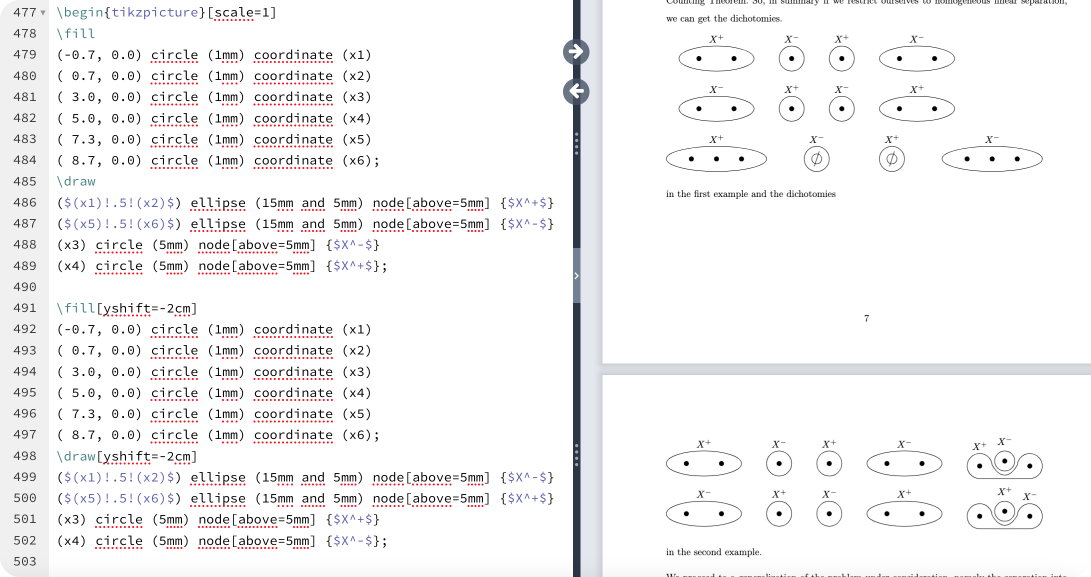 477 \begin{tikzpicture}[scale=1]
478 \fill
479 (-0.7, 0.0) circle (1mm) coordinate (x1)
480 ( 0.7, 0.0) circle (1mm) coordinate (x2)
481 ( 3.0, 0.0) circle (1mm) coordinate (x3)
482 ( 5.0, 0.0) circle (1mm) coordinate (x4)
483 ( 7.3, 0.0) circle (1mm) coordinate (x5)
484 ( 8.7, 0.0) circle (1mm) coordinate (x6);
485 \draw
486 ($(x1)!.5!(x2)$) ellipse (15mm and 5mm) node[above=5mm] {$X^+$}
487 ($(x5)!.5!(x6)$) ellipse (15mm and 5mm) node[above=5mm] {$X^-$}
488 (x3) circle (5mm) node[above=5mm] {$X^-$}
489 (x4) circle (5mm) node[above=5mm] {$X^+$};
490
491 \fill[yshift=-2cm]
492 (-0.7, 0.0) circle (1mm) coordinate (x1)
493 ( 0.7, 0.0) circle (1mm) coordinate (x2)
494 ( 3.0, 0.0) circle (1mm) coordinate (x3)
495 ( 5.0, 0.0) circle (1mm) coordinate (x4)
496 ( 7.3, 0.0) circle (1mm) coordinate (x5)
497 ( 8.7, 0.0) circle (1mm) coordinate (x6);
498 \draw[yshift=-2cm]
499 ($(x1)!.5!(x2)$) ellipse (15mm and 5mm) node[above=5mm] {$X^-$}
500 ($(x5)!.5!(x6)$) ellipse (15mm and 5mm) node[above=5mm] {$X^+$}
501 (x3) circle (5mm) node[above=5mm] {$X^+$}
502 (x4) circle (5mm) node[above=5mm] {$X^-$};
503
Counting Theorem. So, in summary if we restrict ourselves to homogeneous linear separation,
we can get the dichotomies.
X⁺ X⁻ X⁺ X⁻
X⁻ X⁺ X⁻ X⁺
X⁺ X⁻ X⁺ X⁻
∅ ∅
in the first example and the dichotomies
7
X⁺ X⁻ X⁺ X⁻ X⁺ X⁻
X⁻ X⁺ X⁻ X⁺ X⁺ X⁻
in the second example.
We proceed to a generalization of the problem under consideration, namely the separation into